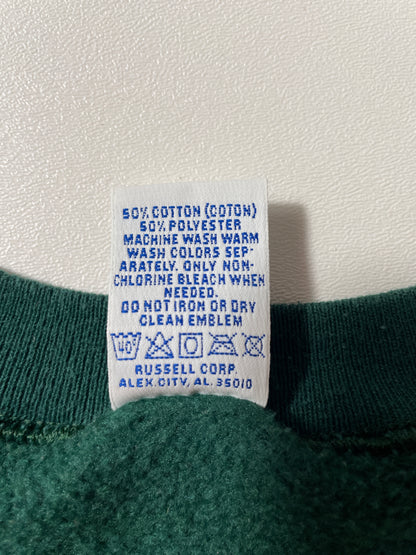 50% COTTON (COTON)
50% POLYESTER
MACHINE WASH WARM
WASH COLORS SEP-
ARATELY. ONLY NON-
CHLORINE BLEACH WHEN
NEEDED.
DO NOT IRON OR DRY
CLEAN EMBLEM
40°
RUSSELL CORP.
ALEX.CITY, AL. 35010